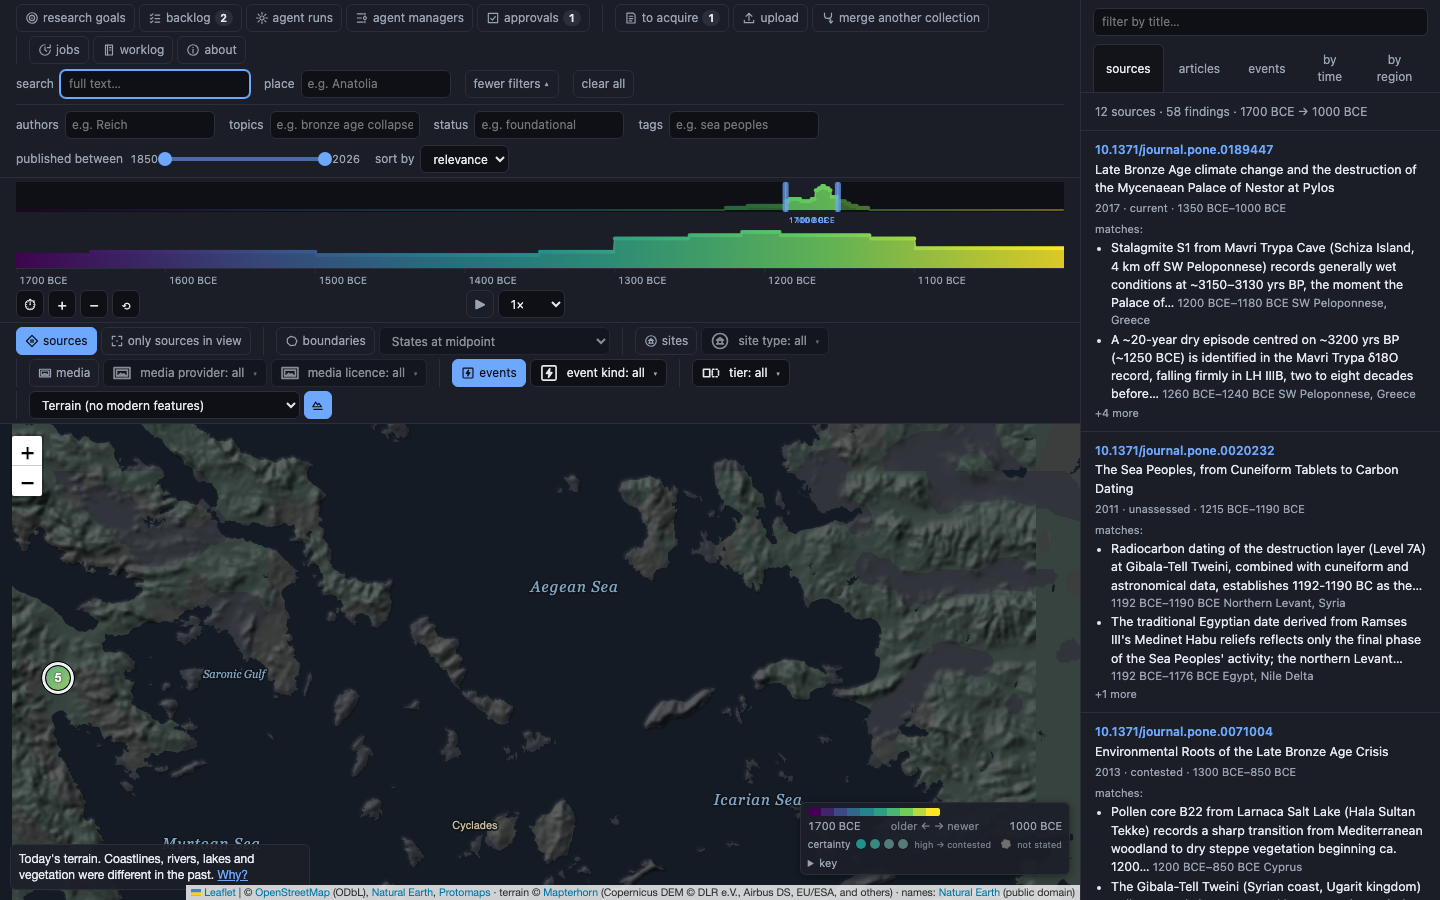 research goals
backlog 2
agent runs
agent managers
approvals 1
to acquire 1
upload
merge another collection
jobs
worklog
about
search full text...
place e.g. Anatolia
fewer filters
clear all
authors e.g. Reich
topics e.g. bronze age collapse
status e.g. foundational
tags e.g. sea peoples
published between 1850 2026
sort by relevance
1700 BCE 1600 BCE 1500 BCE 1400 BCE 1300 BCE 1200 BCE 1100 BCE
1×
sources
only sources in view
boundaries
States at midpoint
sites
site type: all
media
media provider: all
media licence: all
events
event kind: all
tier: all
Terrain (no modern features)
+
−
Aegean Sea
Saronic Gulf
5
Icarian Sea
Cyclades
Myrtoan Sea
Today's terrain. Coastlines, rivers, lakes and
vegetation were different in the past. Why?
1700 BCE older ← → newer 1000 BCE
certainty high → contested not stated
key
Leaflet | © OpenStreetMap (ODbL), Natural Earth, Protomaps · terrain © Mapterhorn (Copernicus DEM © DLR e.V., Airbus DS, EU/ESA, and others) · names: Natural Earth (public domain)
filter by title...
sources
articles
events
by
time
by
region
12 sources · 58 findings · 1700 BCE → 1000 BCE
10.1371/journal.pone.0189447
Late Bronze Age climate change and the destruction of
the Mycenaean Palace of Nestor at Pylos
2017 · current · 1350 BCE–1000 BCE
matches:
• Stalagmite S1 from Mavri Trypa Cave (Schiza Island,
4 km off SW Peloponnese) records generally wet
conditions at ~3150–3130 yrs BP, the moment the
Palace of... 1200 BCE–1180 BCE SW Peloponnese,
Greece
• A ~20-year dry episode centred on ~3200 yrs BP
(~1250 BCE) is identified in the Mavri Trypa δ18O
record, falling firmly in LH IIIB, two to eight decades
before... 1260 BCE–1240 BCE SW Peloponnese, Greece
+4 more
10.1371/journal.pone.0020232
The Sea Peoples, from Cuneiform Tablets to Carbon
Dating
2011 · unassessed · 1215 BCE–1190 BCE
matches:
• Radiocarbon dating of the destruction layer (Level 7A)
at Gibala-Tell Tweini, combined with cuneiform and
astronomical data, establishes 1192-1190 BC as the...
1192 BCE–1190 BCE Northern Levant, Syria
• The traditional Egyptian date derived from Ramses
III's Medinet Habu reliefs reflects only the final phase
of the Sea Peoples' activity; the northern Levant...
1192 BCE–1176 BCE Egypt, Nile Delta
+1 more
10.1371/journal.pone.0071004
Environmental Roots of the Late Bronze Age Crisis
2013 · contested · 1300 BCE–850 BCE
matches:
• Pollen core B22 from Larnaca Salt Lake (Hala Sultan
Tekke) records a sharp transition from Mediterranean
woodland to dry steppe vegetation beginning ca.
1200... 1200 BCE–850 BCE Cyprus
• The Gibala-Tell Tweini (Syrian coast, Ugarit kingdom)